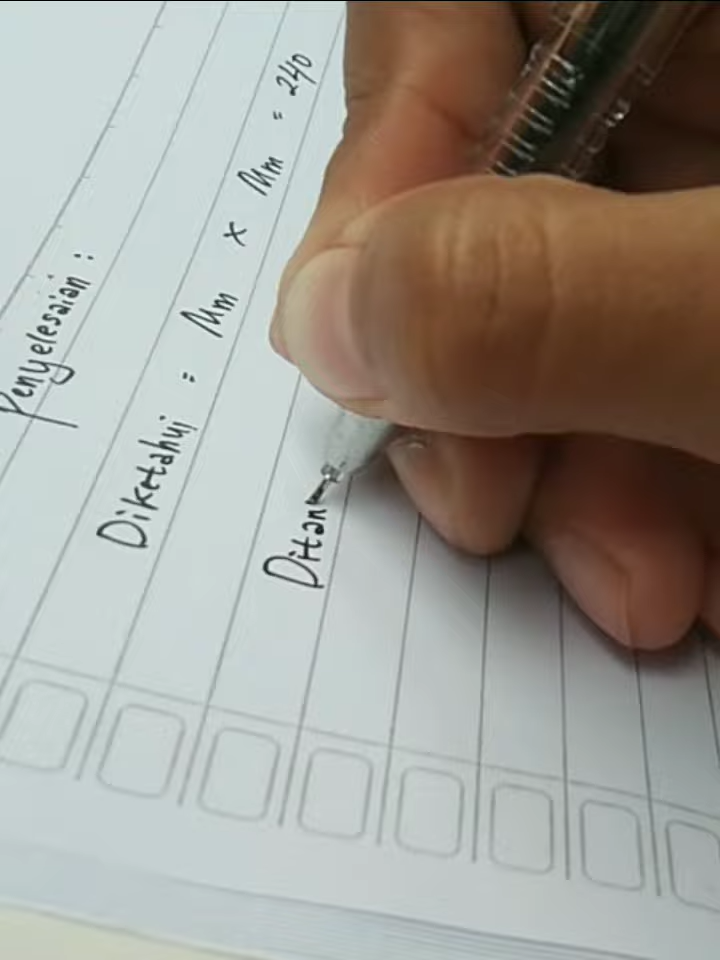 Penyelesaian :
Diketahui = Mm x Mm = 240
Ditan